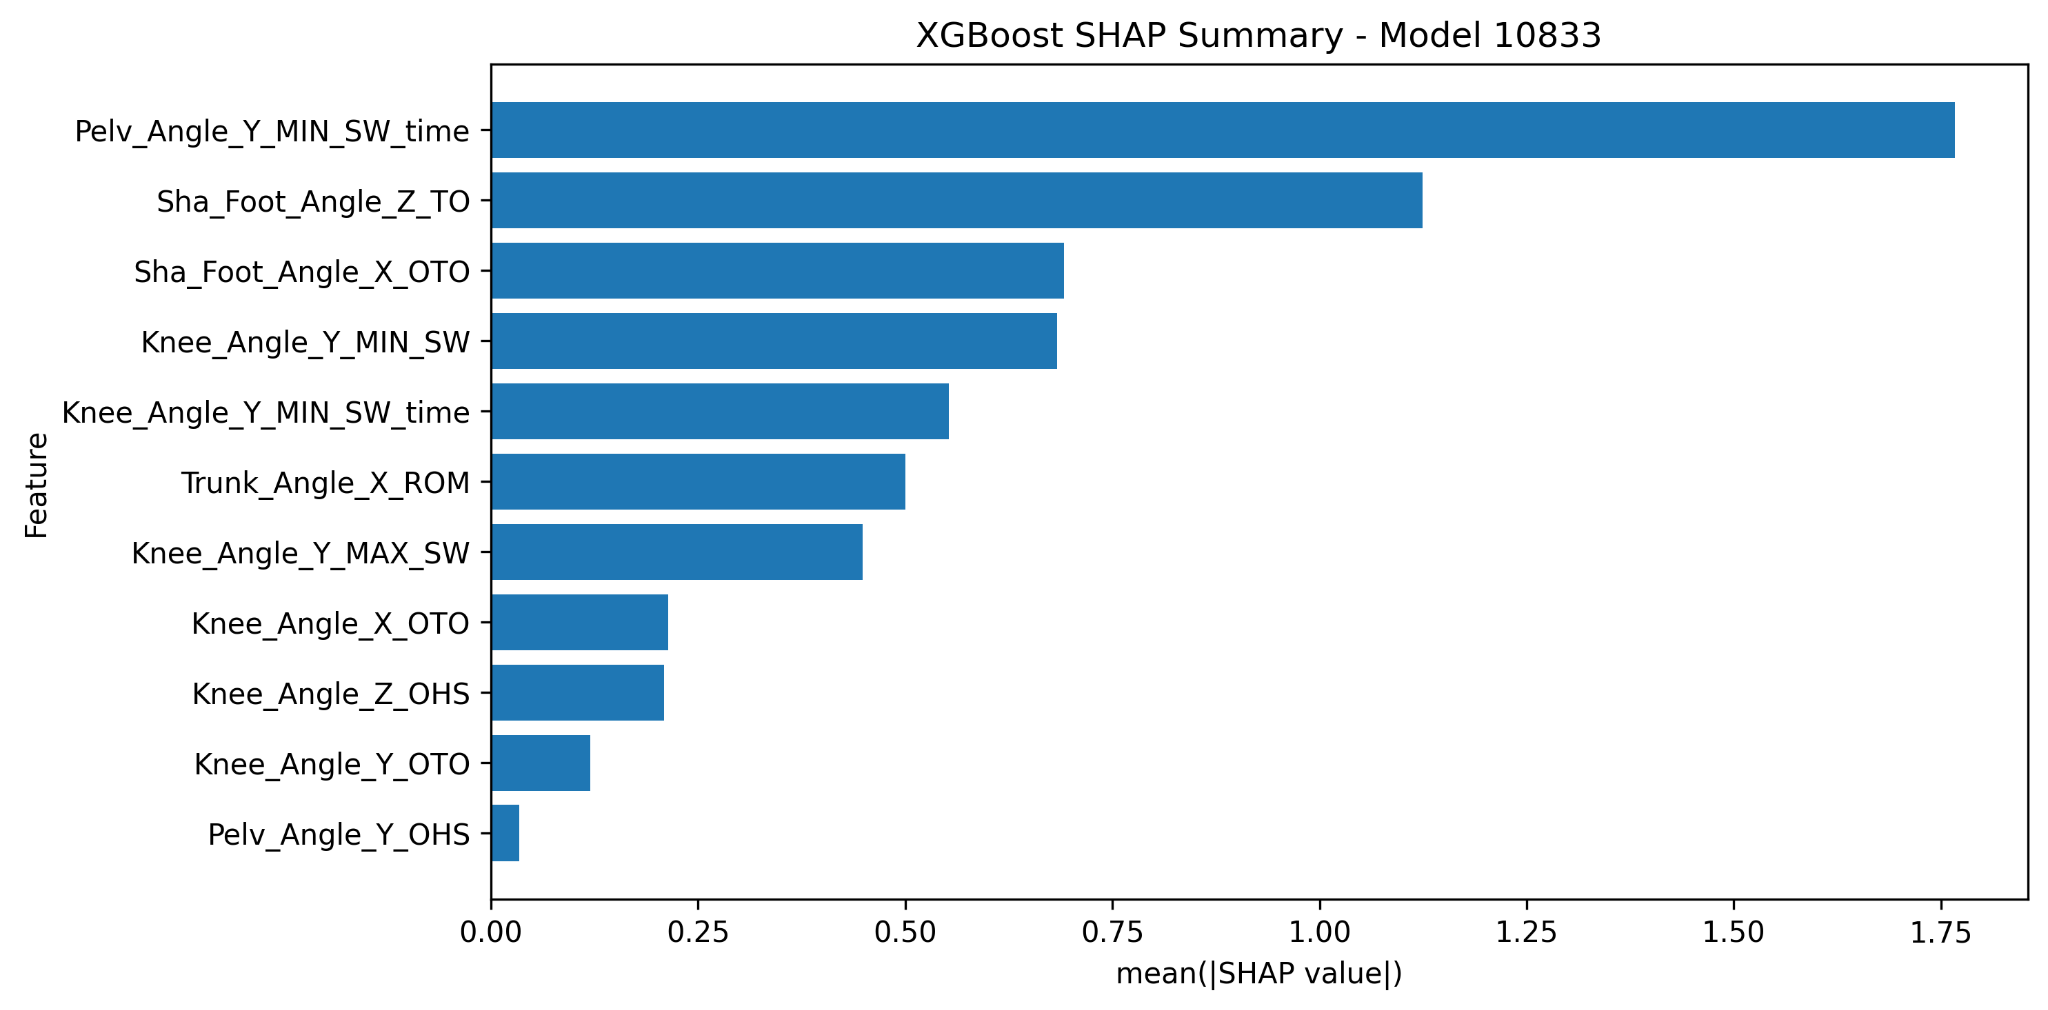 XGBoost SHAP Summary - Model 10833
Pelv_Angle_Y_MIN_SW_time
Sha_Foot_Angle_Z_TO
Sha_Foot_Angle_X_OTO
Knee_Angle_Y_MIN_SW
Knee_Angle_Y_MIN_SW_time
Trunk_Angle_X_ROM
Knee_Angle_Y_MAX_SW
Knee_Angle_X_OTO
Knee_Angle_Z_OHS
Knee_Angle_Y_OTO
Pelv_Angle_Y_OHS
Feature
0.00 0.25 0.50 0.75 1.00 1.25 1.50 1.75
mean(|SHAP value|)